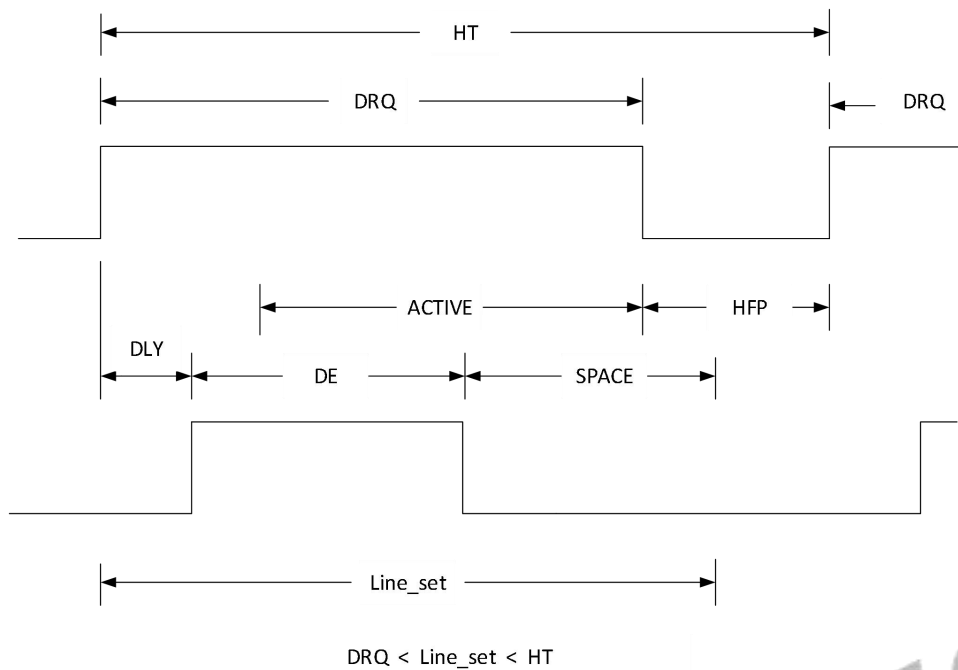 HT
DRQ DRQ
ACTIVE HFP
DLY
DE SPACE
Line_set
DRQ < Line_set < HT